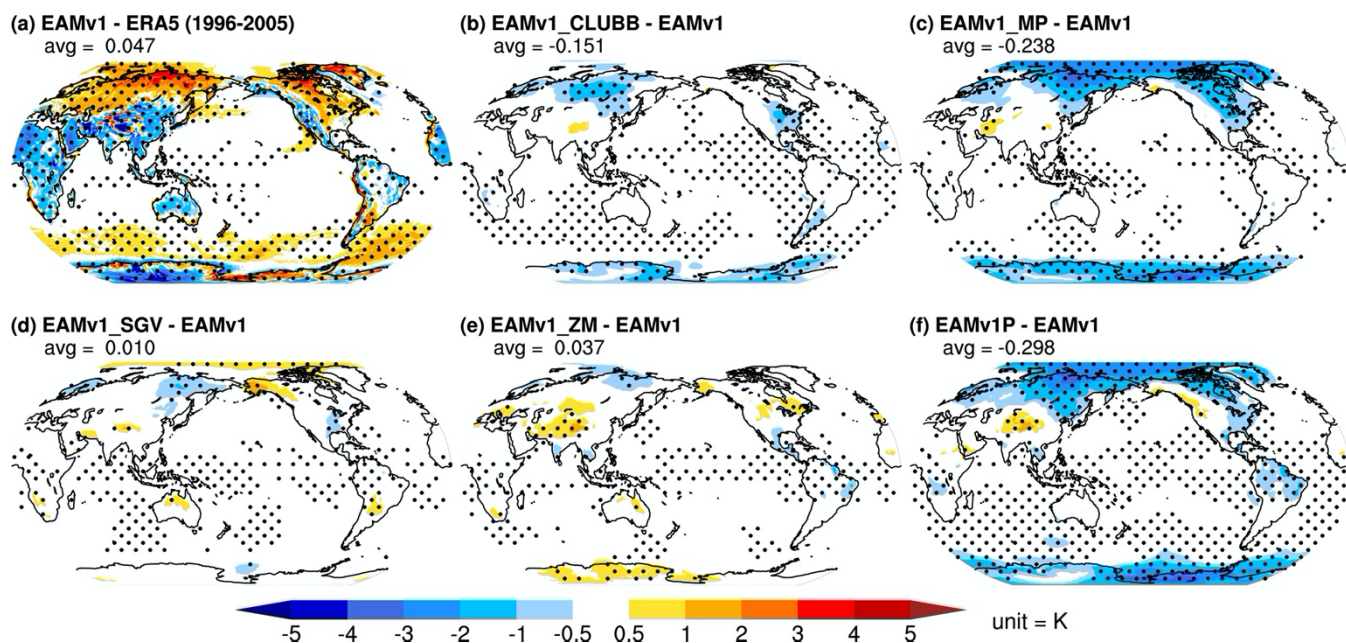 (a) EAMv1 - ERA5 (1996-2005)
avg = 0.047
(b) EAMv1_CLUBB - EAMv1
avg = -0.151
(c) EAMv1_MP - EAMv1
avg = -0.238
(d) EAMv1_SGV - EAMv1
avg = 0.010
(e) EAMv1_ZM - EAMv1
avg = 0.037
(f) EAMv1P - EAMv1
avg = -0.298
-5 -4 -3 -2 -1 -0.5 0.5 1 2 3 4 5 unit = K